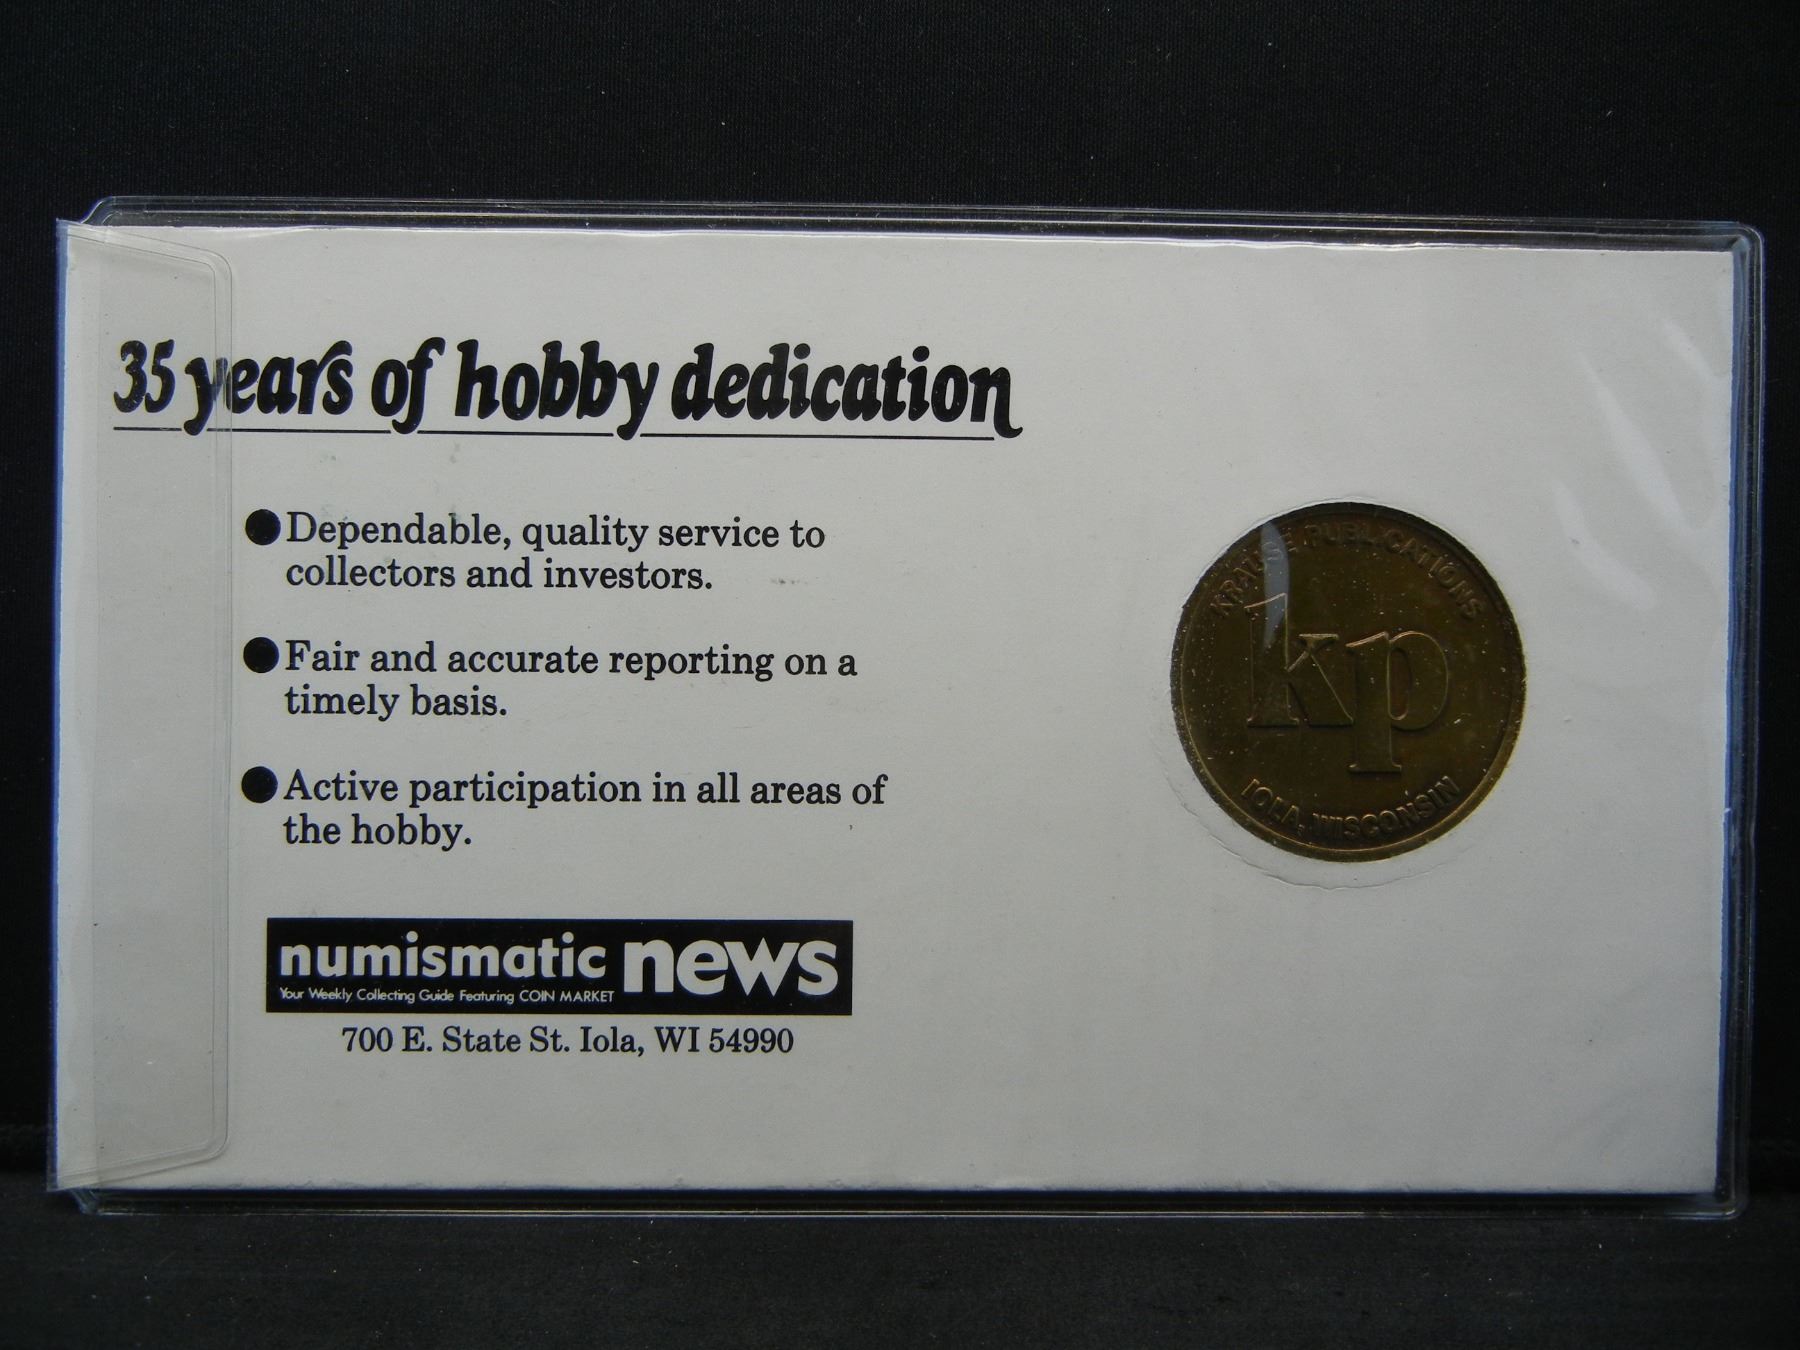 35 years of hobby dedication
● Dependable, quality service to
collectors and investors.
● Fair and accurate reporting on a
timely basis.
● Active participation in all areas of
the hobby.
numismatic news
Your Weekly Collecting Guide Featuring COIN MARKET
700 E. State St. Iola, WI 54990
KRAUSE PUBLICATIONS
kp
IOLA, WISCONSIN